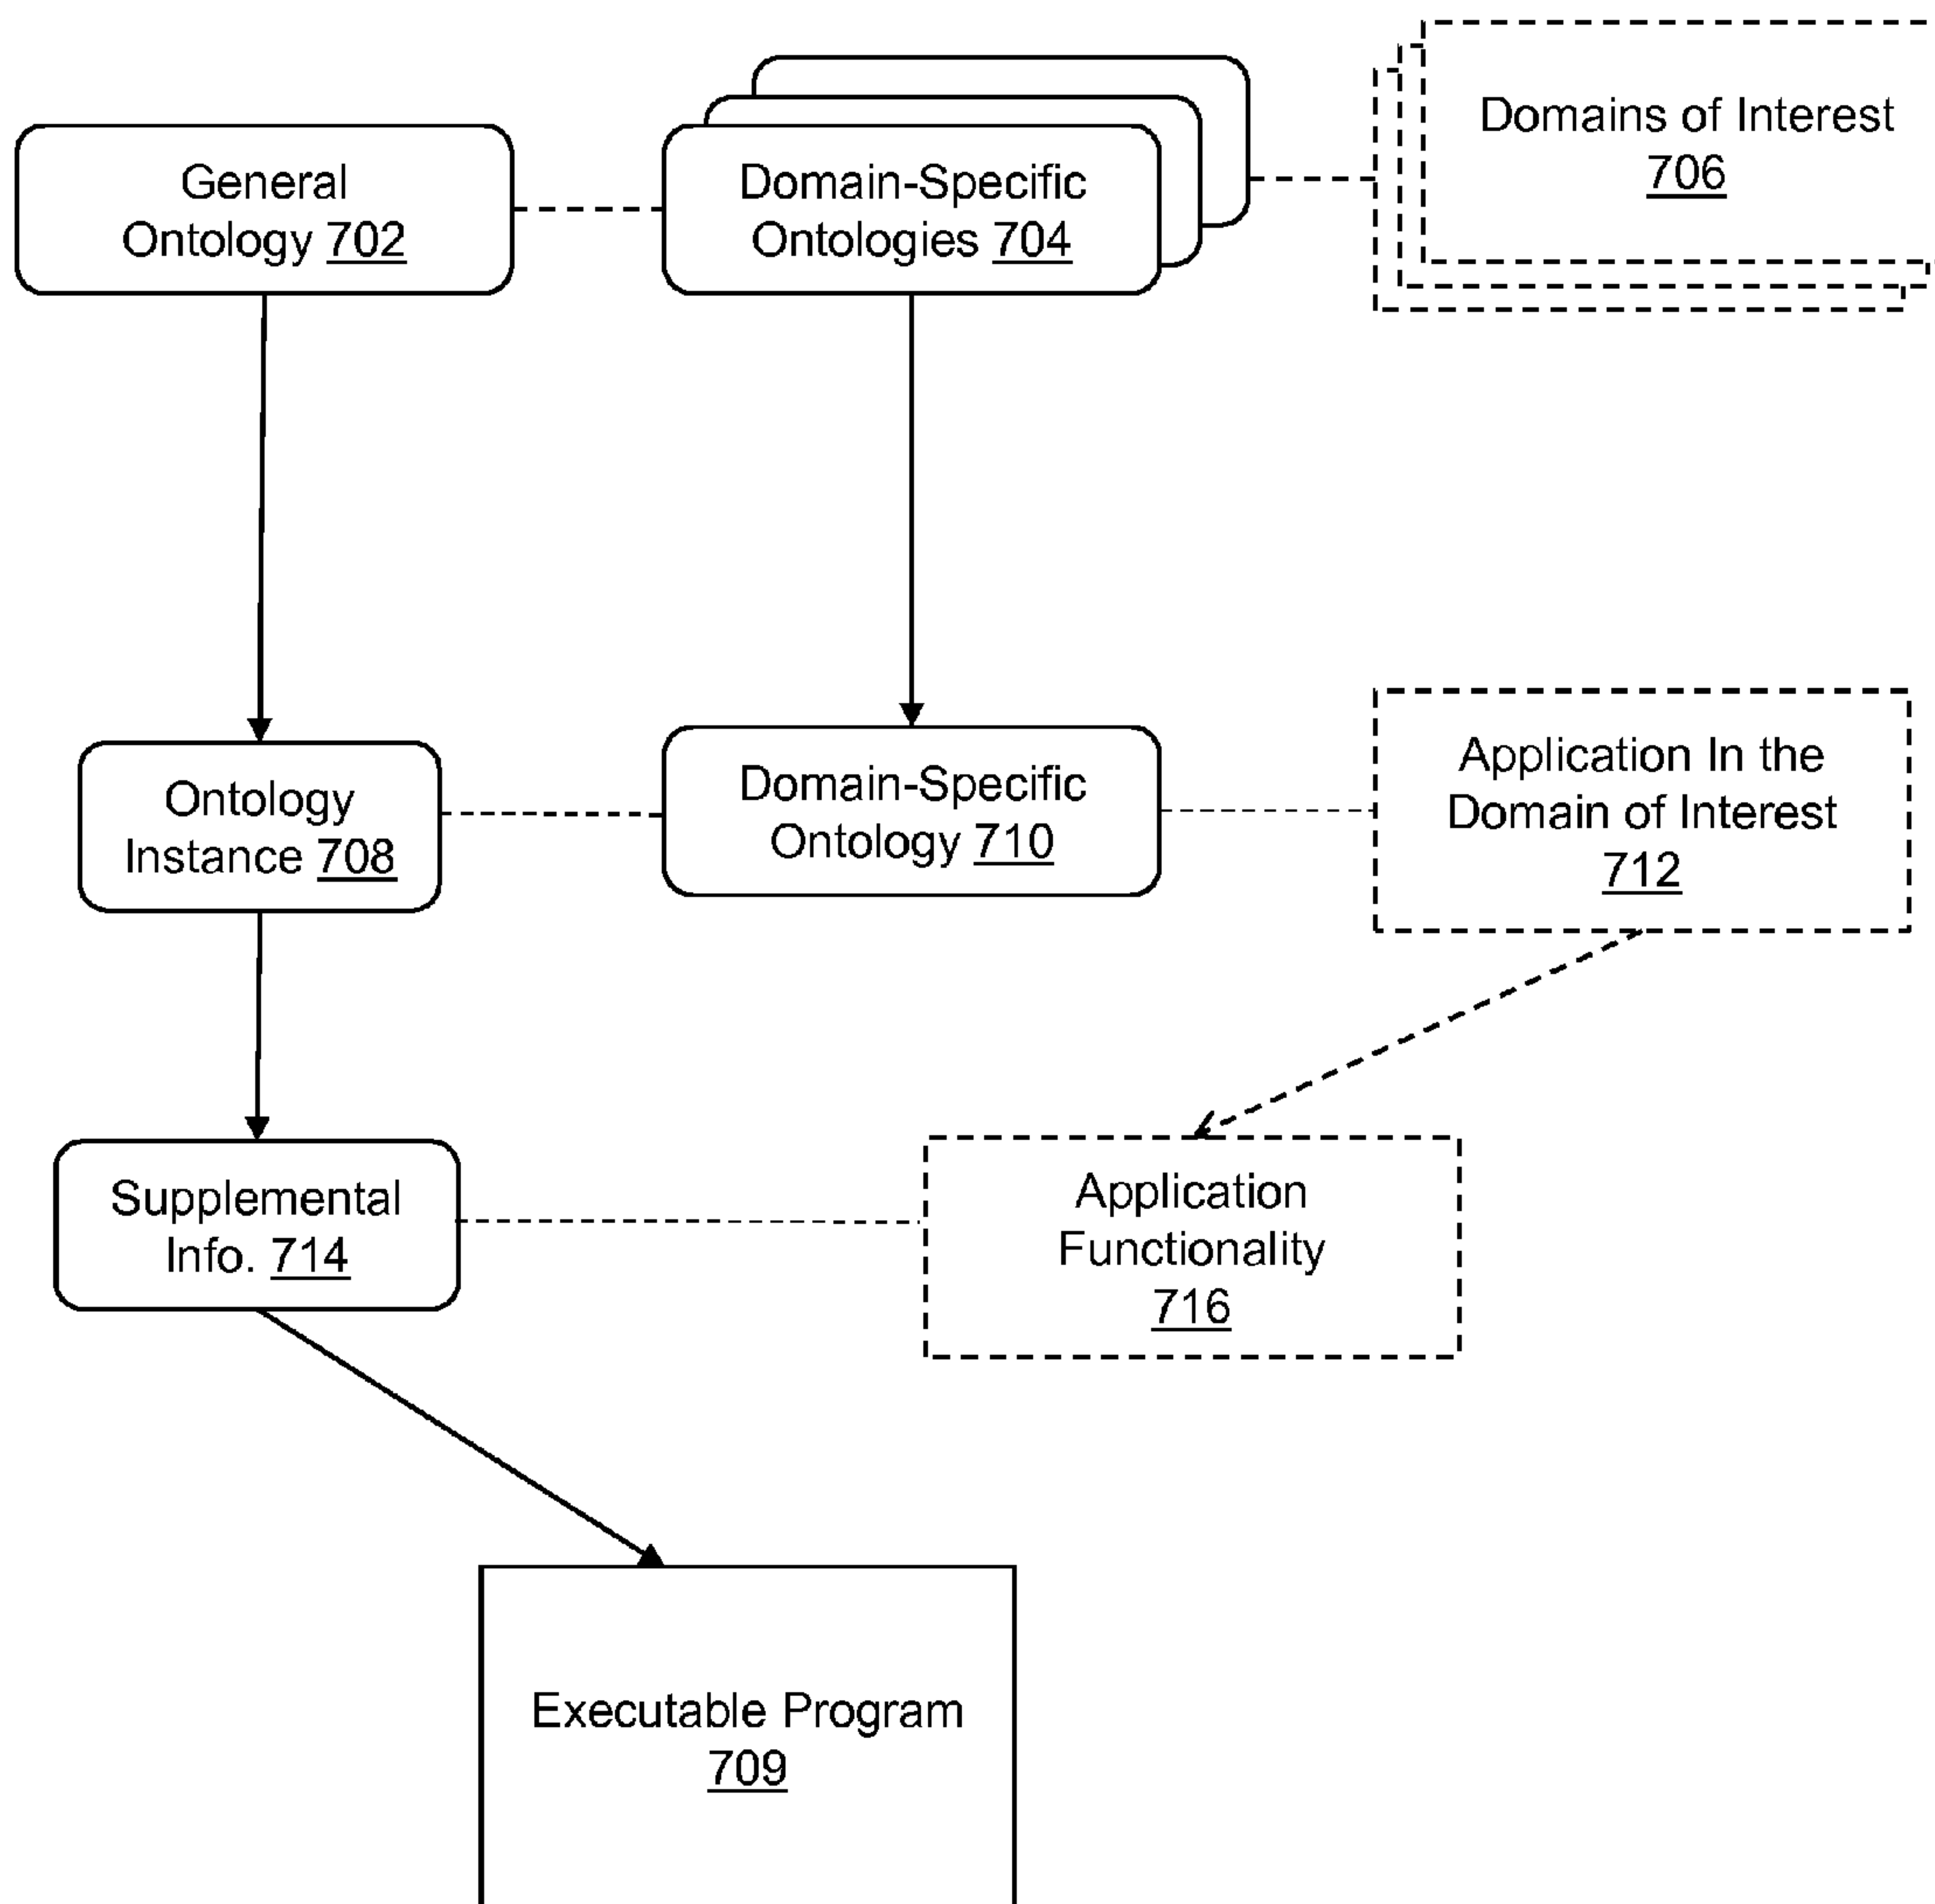 General
Ontology 702
Domain-Specific
Ontologies 704
Domains of Interest
706
Ontology
Instance 708
Domain-Specific
Ontology 710
Application In the
Domain of Interest
712
Supplemental
Info. 714
Application
Functionality
716
Executable Program
709